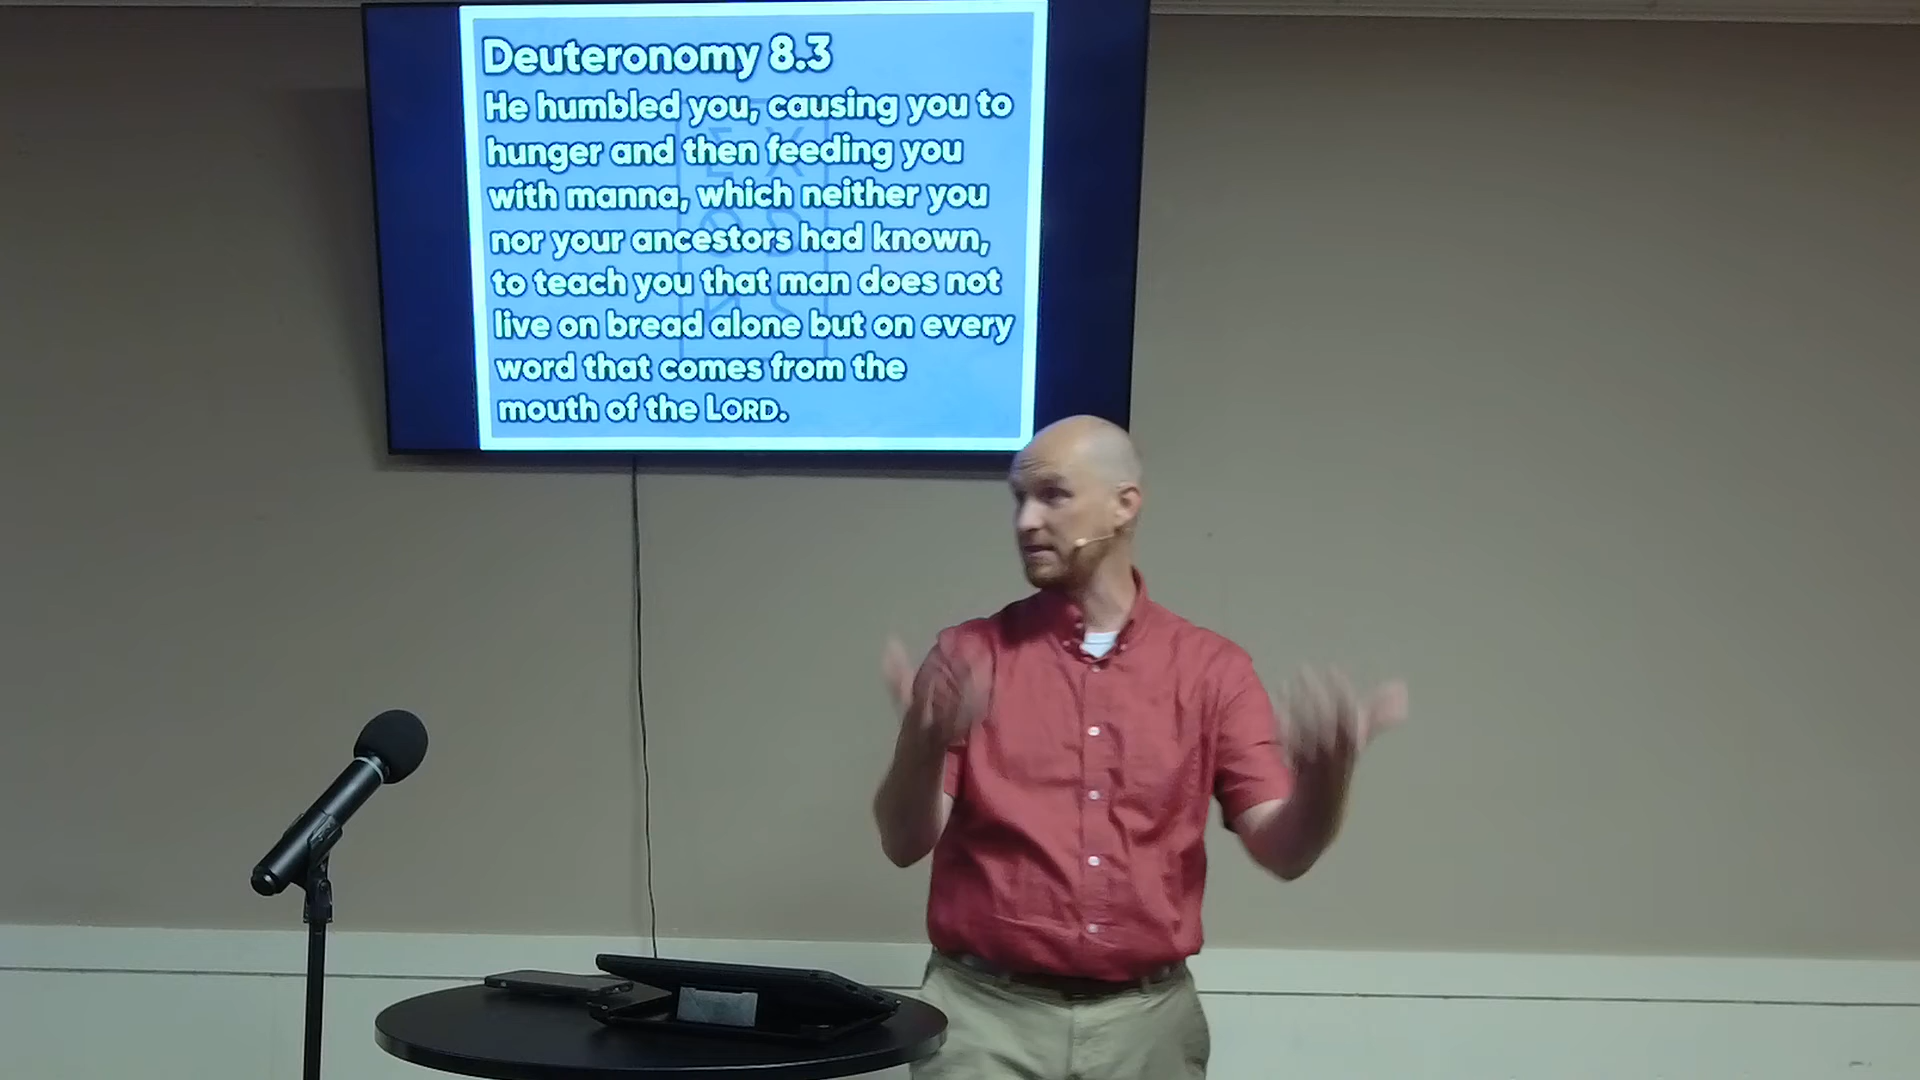 Deuteronomy 8.3
He humbled you, causing you to
hunger and then feeding you
with manna, which neither you
nor your ancestors had known,
to teach you that man does not
live on bread alone but on every
word that comes from the
mouth of the LORD.